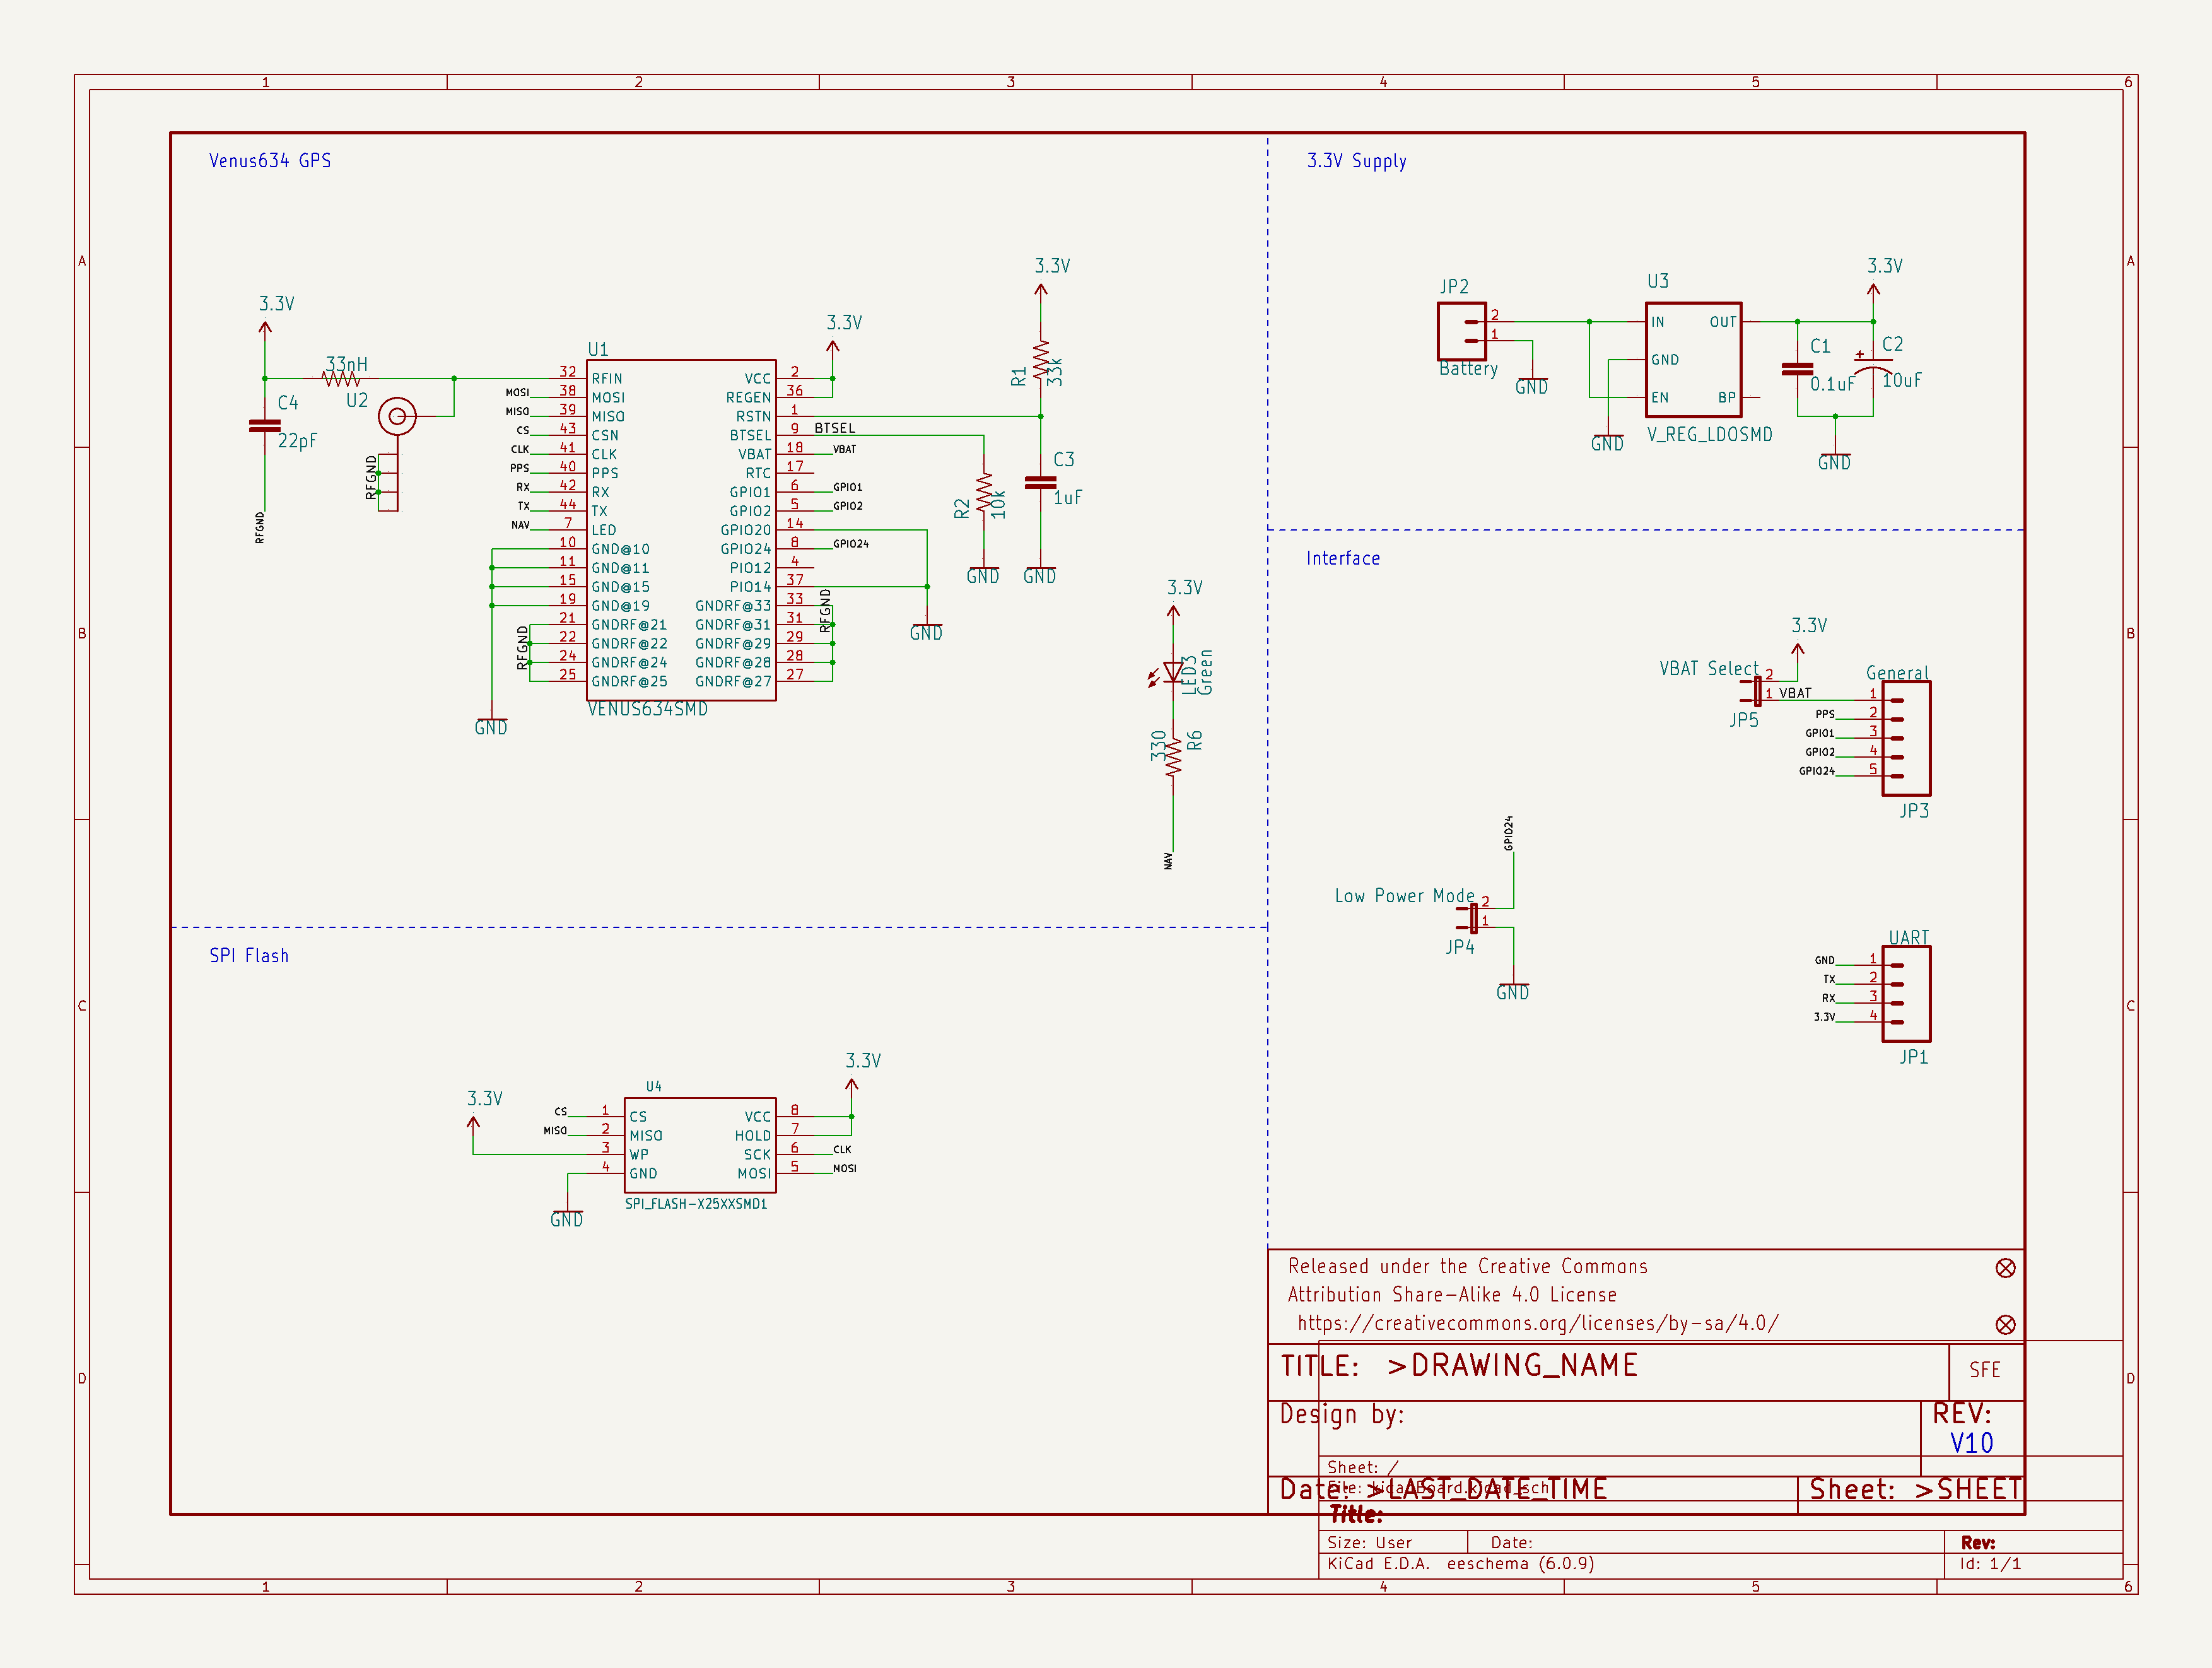 1 2 3 4 5 6
A
B
C
D
A
B
C
D
Venus634 GPS
3.3V
33nH
U2
C4
22pF
RFGND
RFGND
U1
32 RFIN
MOSI 38 MOSI
MISO 39 MISO
CS 43 CSN
CLK 41 CLK
PPS 40 PPS
RX 42 RX
TX 44 TX
NAV 7 LED
10 GND@10
11 GND@11
15 GND@15
19 GND@19
21 GNDRF@21
22 GNDRF@22
24 GNDRF@24
25 GNDRF@25
RFGND
GND
VENUS634SMD
3.3V
VCC 2
REGEN 36
RSTN 1
BTSEL 9 BTSEL
VBAT 18 VBAT
RTC 17
GPIO1 6 GPIO1
GPIO2 5 GPIO2
GPIO20 14
GPIO24 8 GPIO24
PIO12 4
PIO14 37
GNDRF@33 33
GNDRF@31 31
GNDRF@29 29
GNDRF@28 28
GNDRF@27 27
RFGND
GND
3.3V
R1
33k
R2
10k
C3
1uF
GND
GND
3.3V
LED3
Green
330
R6
NAV
3.3V Supply
JP2
2
1
Battery
GND
U3
IN
GND
EN
OUT
BP
V_REG_LDOSMD
GND
3.3V
C1
0.1uF
C2
10uF
GND
Interface
3.3V
VBAT Select
2
1 VBAT
JP5
General
1
PPS 2
GPIO1 3
GPIO2 4
GPIO24 5
JP3
GPIO24
Low Power Mode
2
1
JP4
GND
UART
GND 1
TX 2
RX 3
3.3V 4
JP1
SPI Flash
3.3V
U4
CS 1 CS
MISO 2 MISO
3 WP
4 GND
GND
3.3V
VCC 8
HOLD 7
SCK 6 CLK
MOSI 5 MOSI
SPI_FLASH-X25XXSMD1
Released under the Creative Commons
Attribution Share-Alike 4.0 License
https://creativecommons.org/licenses/by-sa/4.0/
TITLE: >DRAWING_NAME
SFE
Design by:
REV:
V10
Sheet: /
File: kicadBoard.kicad_sch
Date: >LAST_DATE_TIME
Sheet: >SHEET
Title:
Size: User
Date:
Rev:
KiCad E.D.A. eeschema (6.0.9)
Id: 1/1
1 2 3 4 5 6